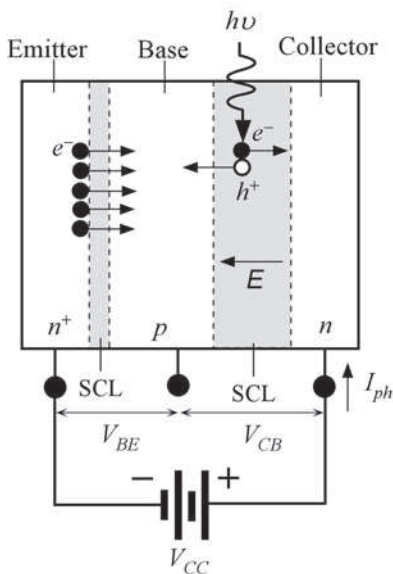 hυ
Emitter Base Collector
e⁻ e⁻
h⁺
E
n⁺ p n
SCL SCL I_ph
V_BE V_CB
− +
V_CC